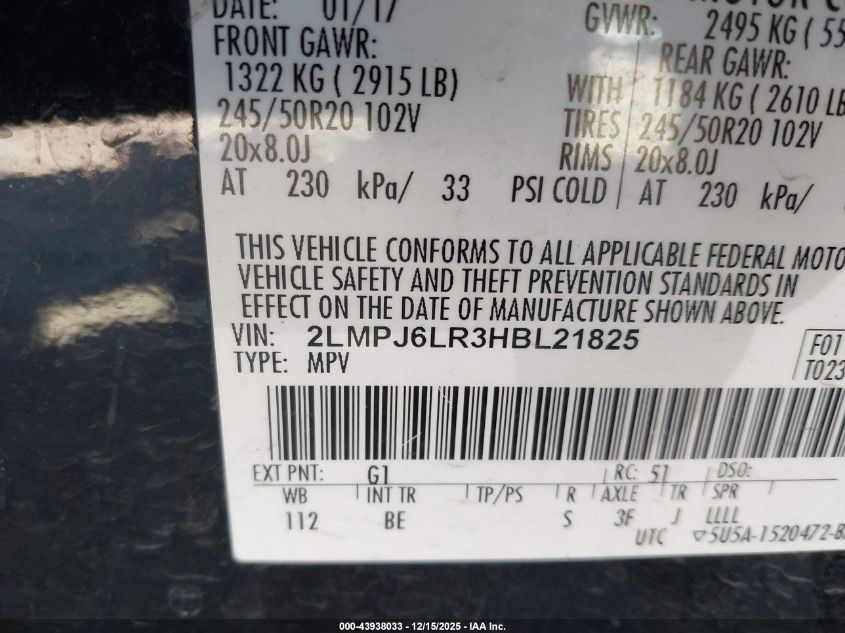 DATE: 01/17
GVWR: 2495 KG ( 55
FRONT GAWR:
REAR GAWR:
1322 KG ( 2915 LB)
WITH 1184 KG ( 2610 LB
245/50R20 102V
TIRES 245/50R20 102V
20x8.0J
RIMS 20x8.0J
AT 230 kPa/ 33 PSI COLD
AT 230 kPa/
THIS VEHICLE CONFORMS TO ALL APPLICABLE FEDERAL MOTO
VEHICLE SAFETY AND THEFT PREVENTION STANDARDS IN
EFFECT ON THE DATE OF MANUFACTURE SHOWN ABOVE.
VIN: 2LMPJ6LR3HBL21825
F01
TYPE: MPV
T023
EXT PNT: G1 RC: 51 DSO:
WB INT TR TP/PS R AXLE TR SPR
112 BE S 3F J LLLL
UTC ▽5U5A-1520472-B
000-43938033 - 12/15/2025 - IAA Inc.